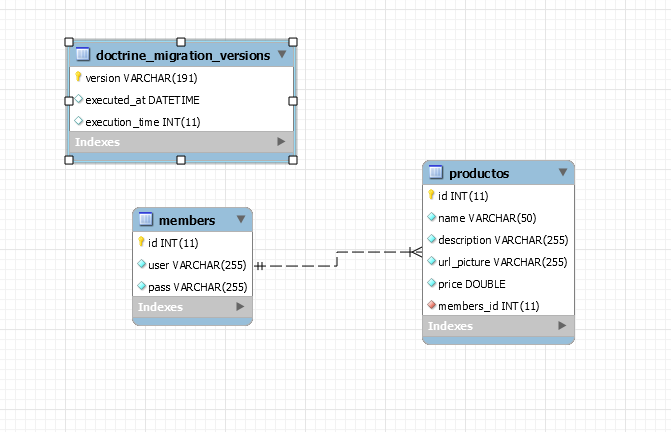 doctrine_migration_versions
version VARCHAR(191)
executed_at DATETIME
execution_time INT(11)
Indexes
members
id INT(11)
user VARCHAR(255)
pass VARCHAR(255)
Indexes
productos
id INT(11)
name VARCHAR(50)
description VARCHAR(255)
url_picture VARCHAR(255)
price DOUBLE
members_id INT(11)
Indexes